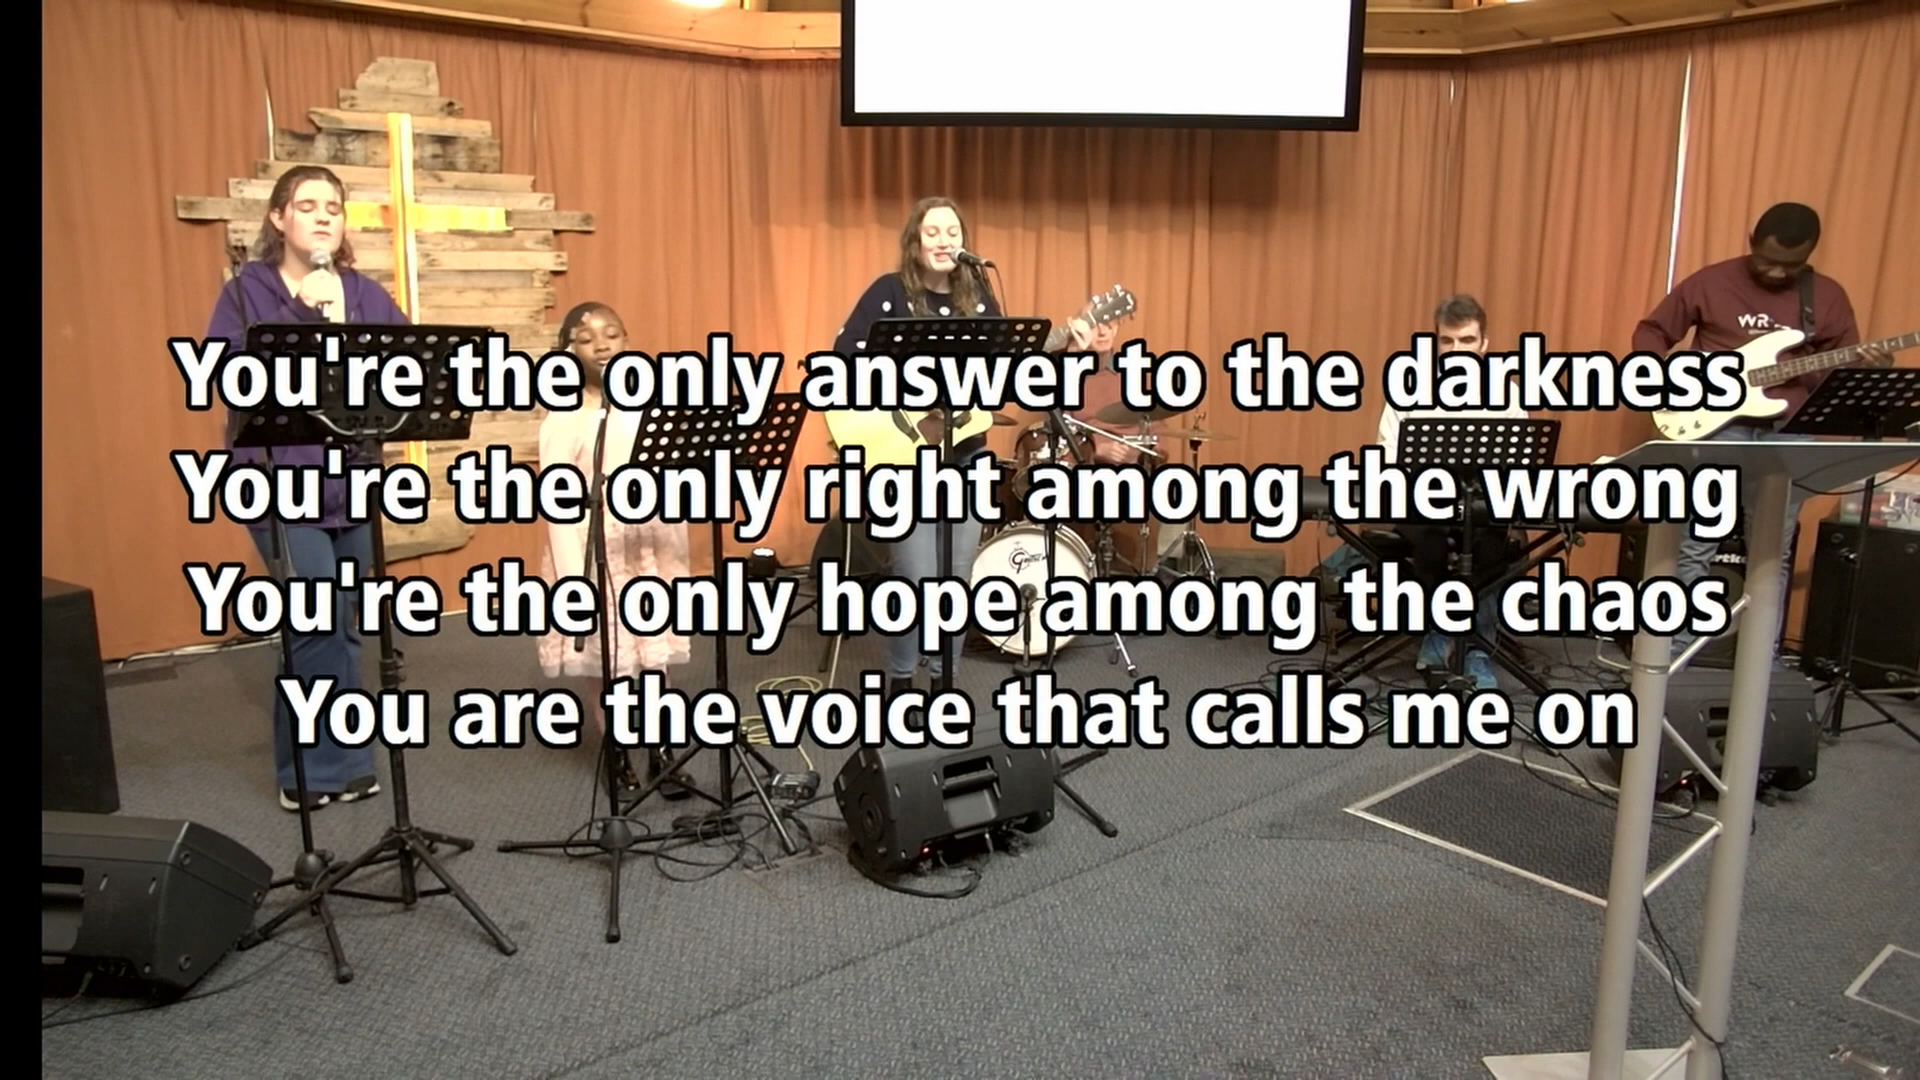 You're the only answer to the darkness
You're the only right among the wrong
You're the only hope among the chaos
You are the voice that calls me on